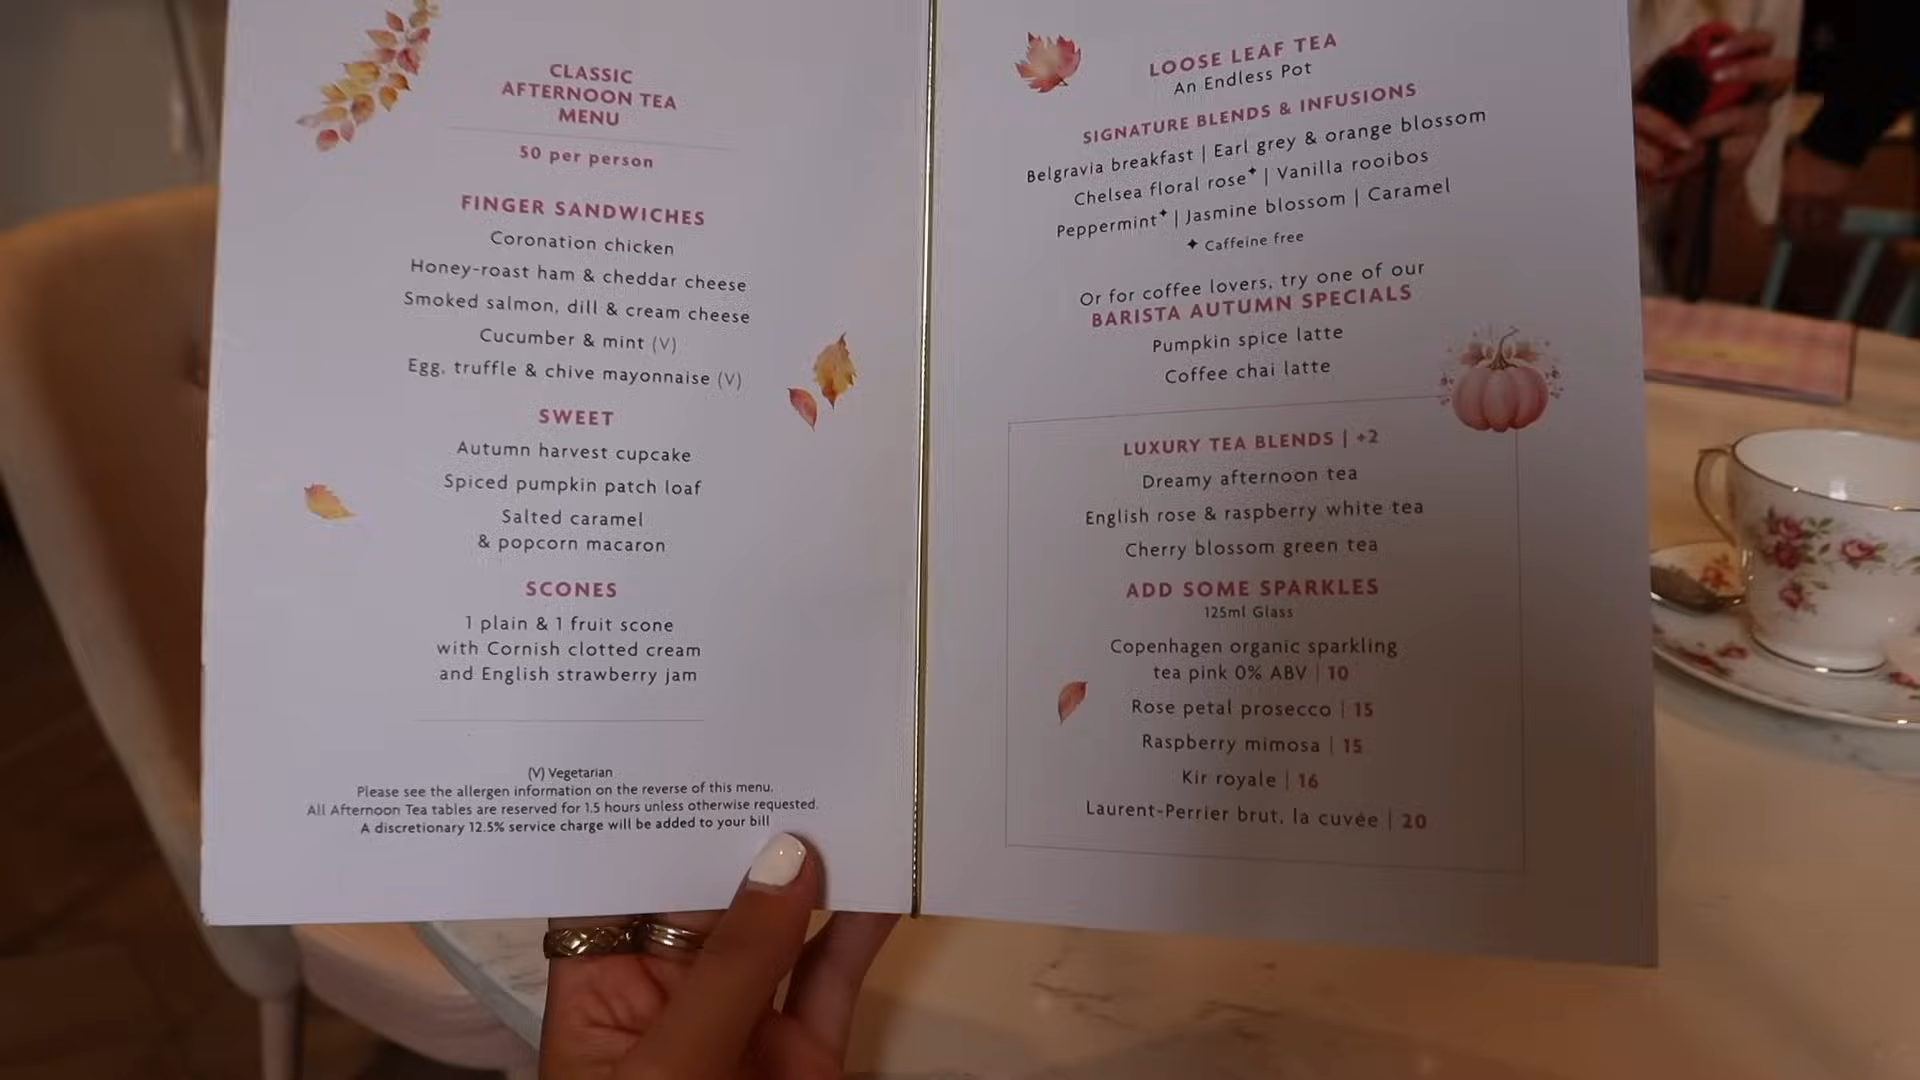 CLASSIC
AFTERNOON TEA
MENU
50 per person
FINGER SANDWICHES
Coronation chicken
Honey-roast ham & cheddar cheese
Smoked salmon, dill & cream cheese
Cucumber & mint (V)
Egg, truffle & chive mayonnaise (V)
SWEET
Autumn harvest cupcake
Spiced pumpkin patch loaf
Salted caramel
& popcorn macaron
SCONES
1 plain & 1 fruit scone
with Cornish clotted cream
and English strawberry jam
(V) Vegetarian
Please see the allergen information on the reverse of this menu.
All Afternoon Tea tables are reserved for 1.5 hours unless otherwise requested.
A discretionary 12.5% service charge will be added to your bill
LOOSE LEAF TEA
An Endless Pot
SIGNATURE BLENDS & INFUSIONS
Belgravia breakfast | Earl grey & orange blossom
Chelsea floral rose✦ | Vanilla rooibos
Peppermint✦ | Jasmine blossom | Caramel
✦ Caffeine free
Or for coffee lovers, try one of our
BARISTA AUTUMN SPECIALS
Pumpkin spice latte
Coffee chai latte
LUXURY TEA BLENDS | +2
Dreamy afternoon tea
English rose & raspberry white tea
Cherry blossom green tea
ADD SOME SPARKLES
125ml Glass
Copenhagen organic sparkling
tea pink 0% ABV | 10
Rose petal prosecco | 15
Raspberry mimosa | 15
Kir royale | 16
Laurent-Perrier brut, la cuvée | 20